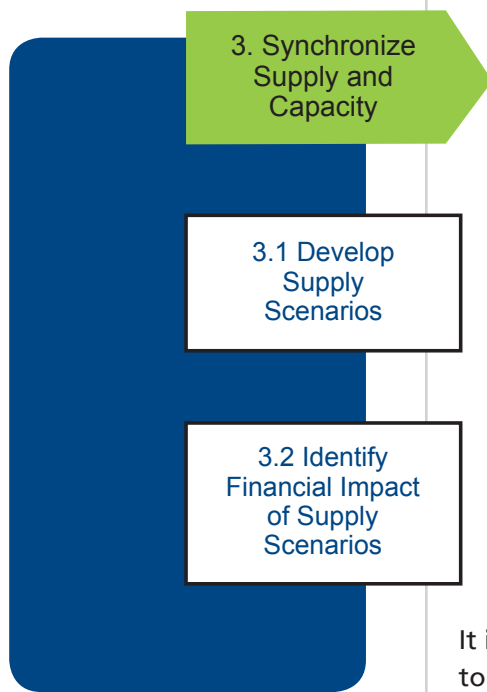 3. Synchronize
Supply and
Capacity
3.1 Develop
Supply
Scenarios
3.2 Identify
Financial Impact
of Supply
Scenarios
It
to